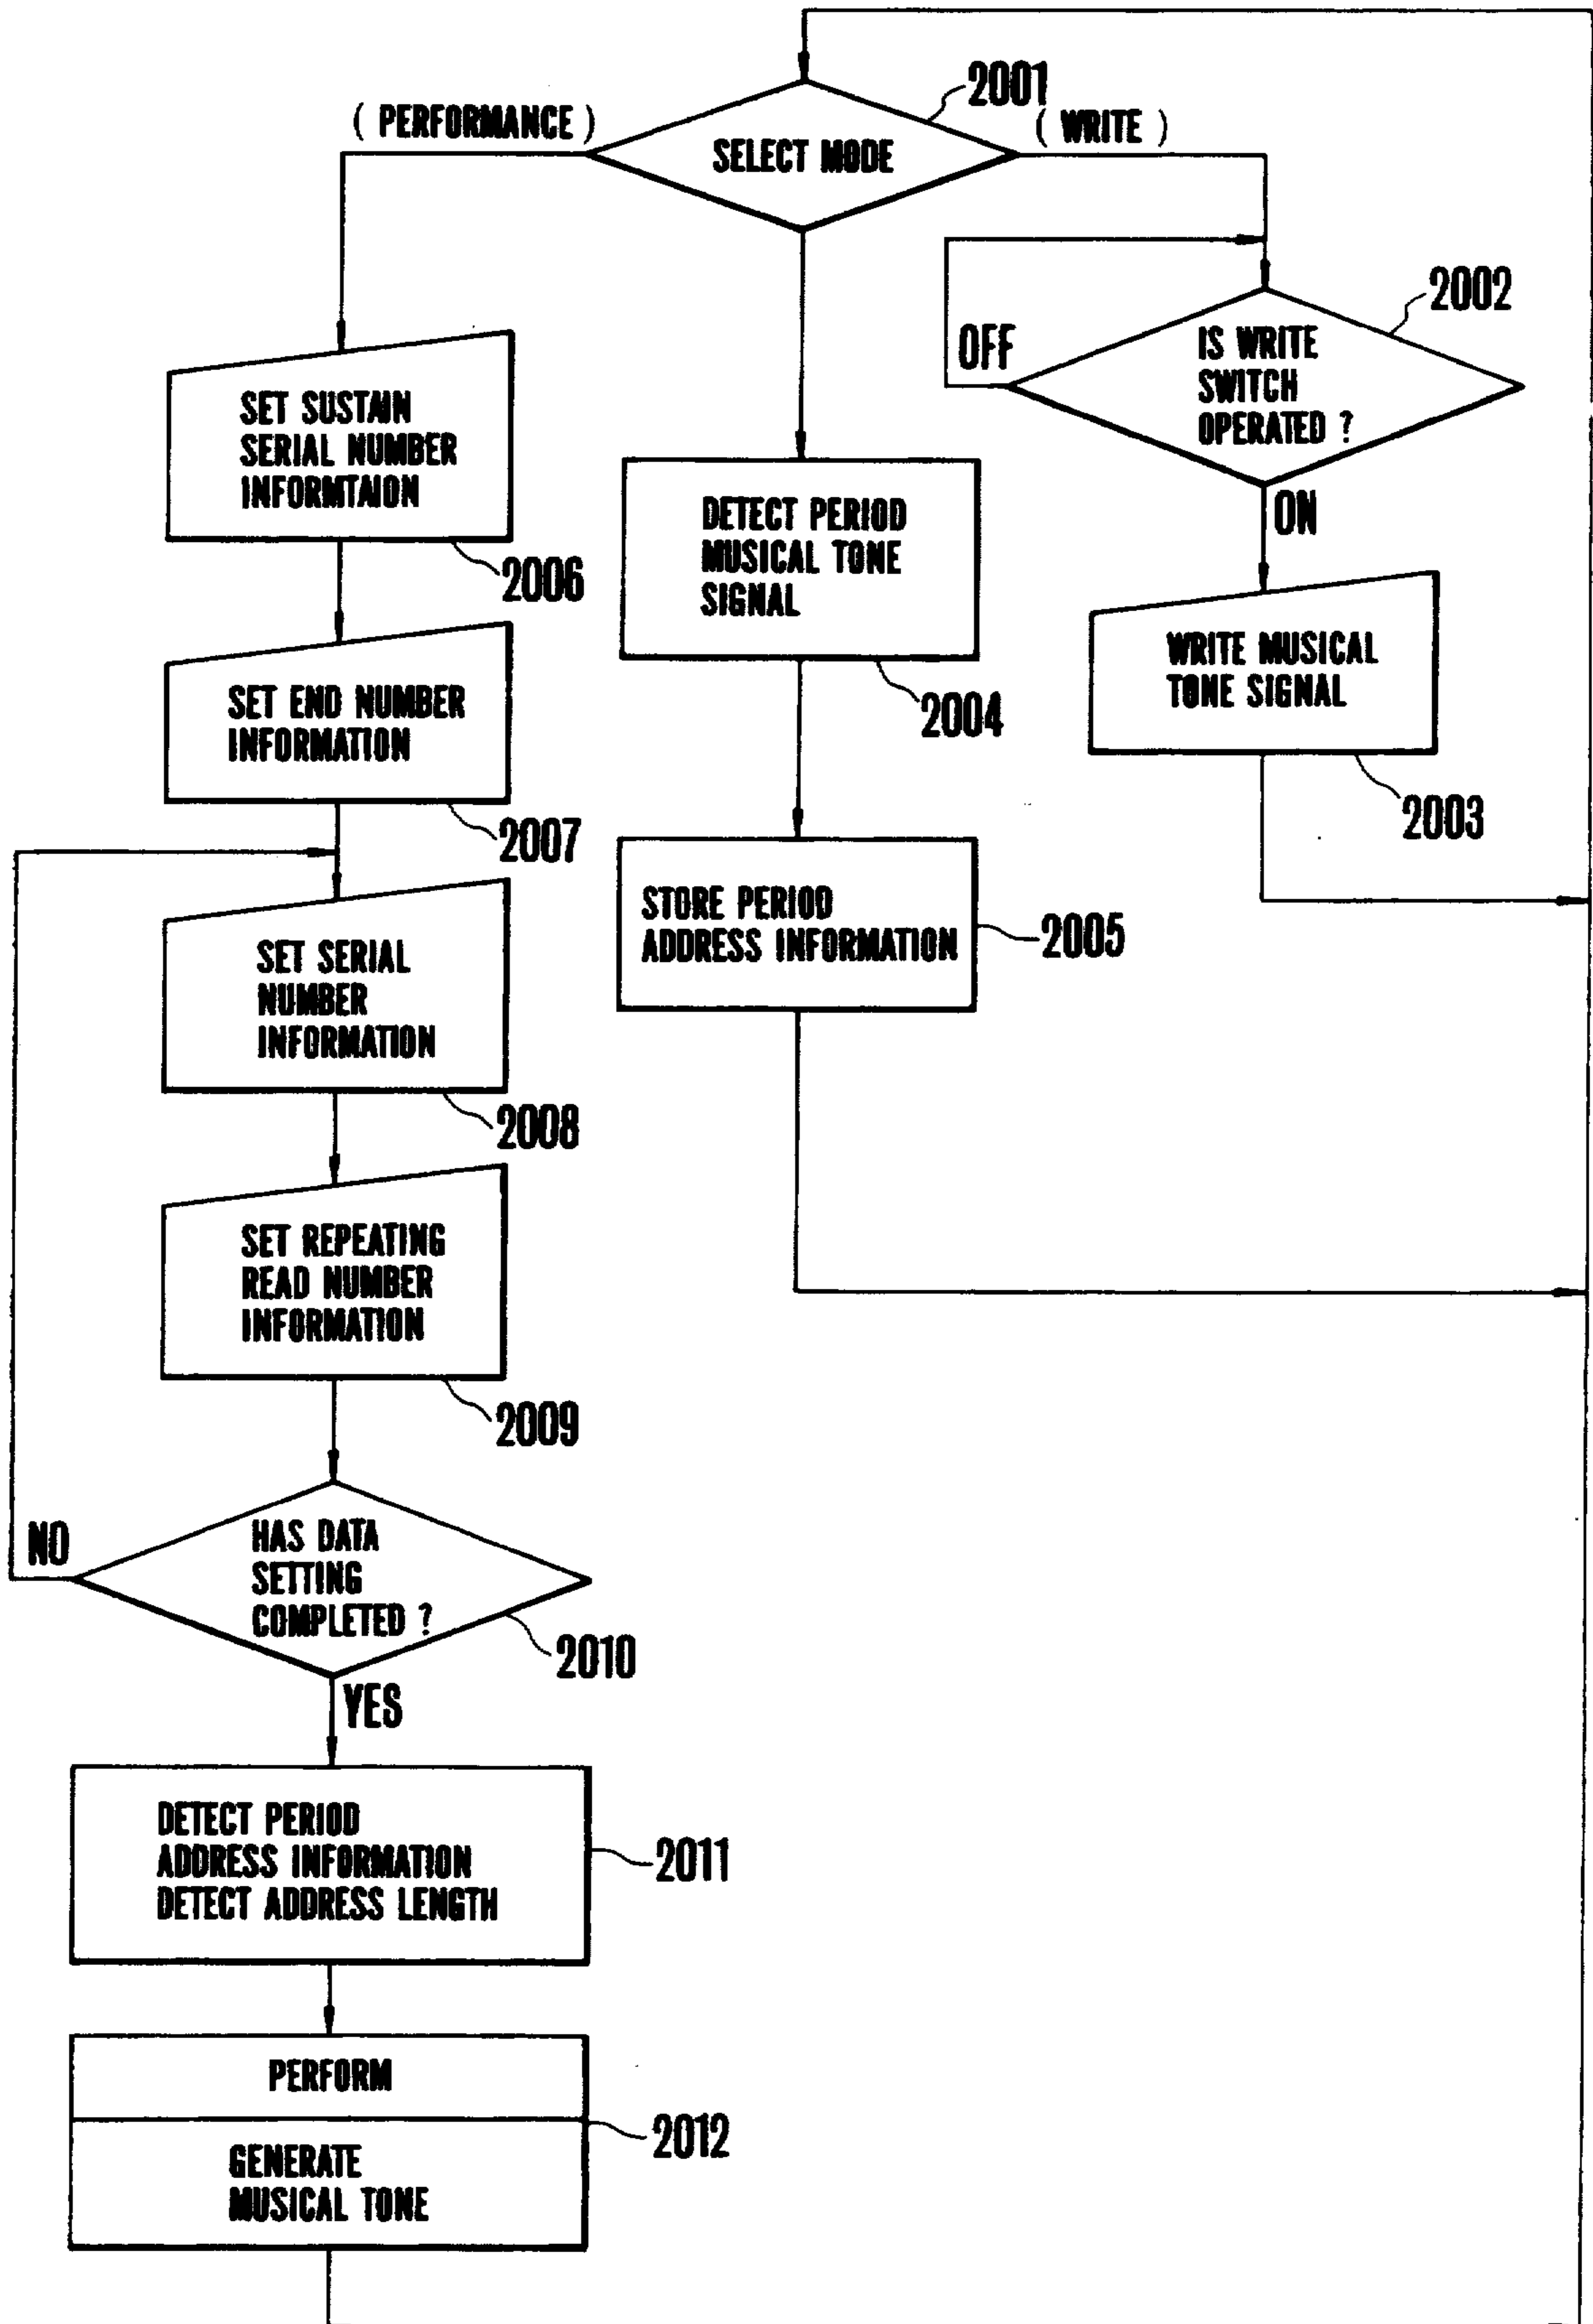 2001
( PERFORMANCE )
( WRITE )
SELECT MODE
2002
OFF
IS WRITE
SWITCH
OPERATED ?
ON
SET SUSTAIN
SERIAL NUMBER
INFORMTAION
2006
DETECT PERIOD
MUSICAL TONE
SIGNAL
2004
WRITE MUSICAL
TONE SIGNAL
2003
SET END NUMBER
INFORMATION
2007
STORE PERIOD
ADDRESS INFORMATION
2005
SET SERIAL
NUMBER
INFORMATION
2008
SET REPEATING
READ NUMBER
INFORMATION
2009
NO
HAS DATA
SETTING
COMPLETED ?
2010
YES
DETECT PERIOD
ADDRESS INFORMATION
DETECT ADDRESS LENGTH
2011
PERFORM
2012
GENERATE
MUSICAL TONE